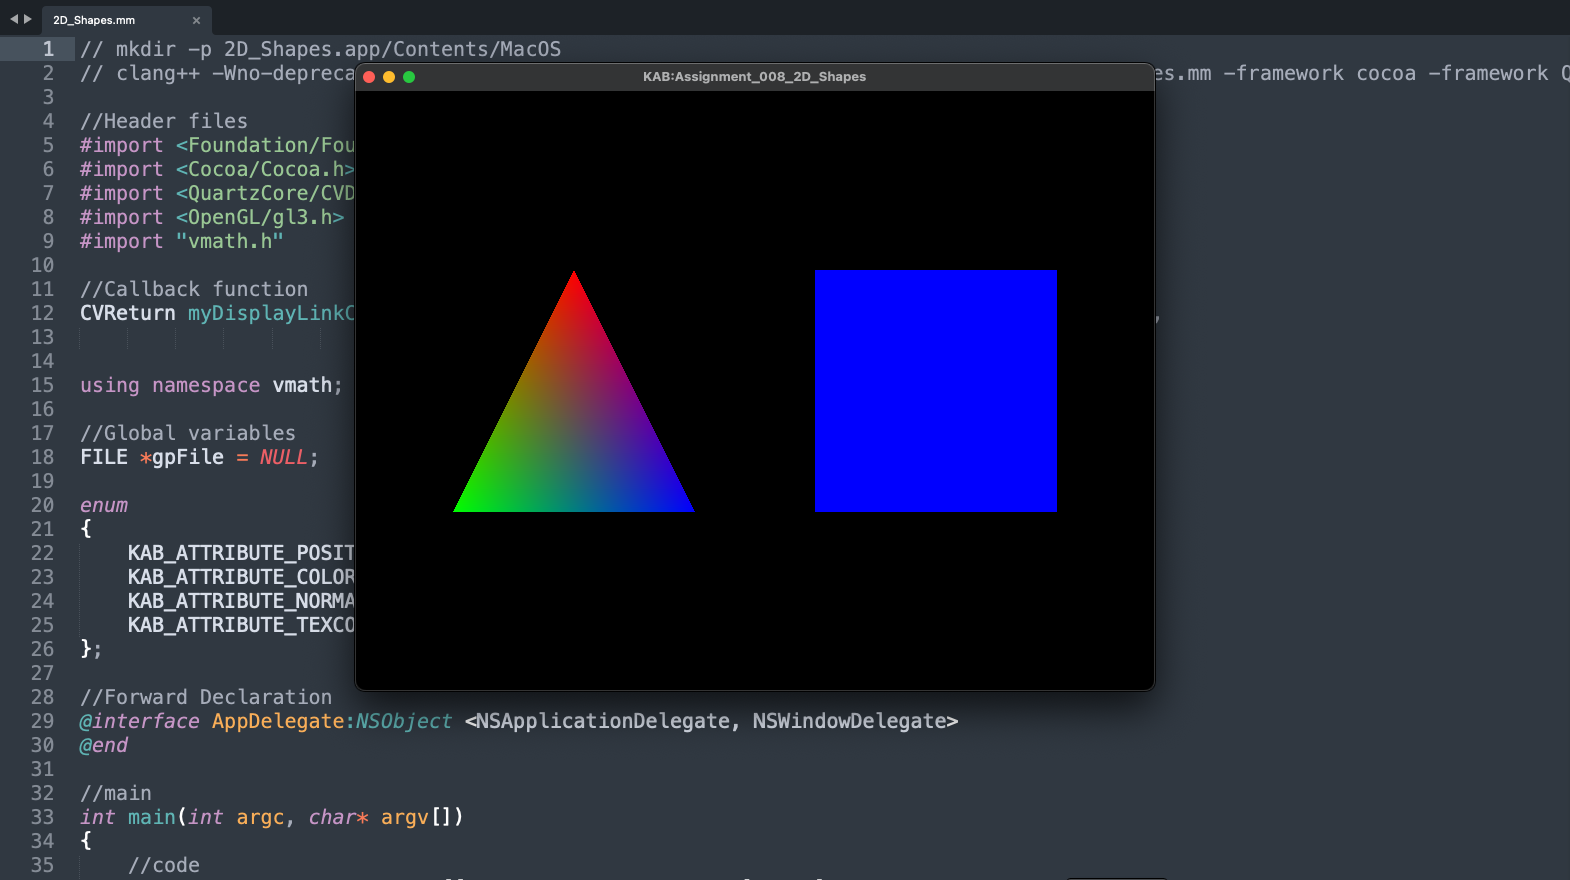 2D_Shapes.mm ×
1 // mkdir -p 2D_Shapes.app/Contents/MacOS
2 // clang++ -Wno-depreca
es.mm -framework cocoa -framework Q
KAB:Assignment_008_2D_Shapes
3
4 //Header files
5 #import <Foundation/Fou
6 #import <Cocoa/Cocoa.h>
7 #import <QuartzCore/CVD
8 #import <OpenGL/gl3.h>
9 #import "vmath.h"
10
11 //Callback function
12 CVReturn myDisplayLinkC ,
13
14
15 using namespace vmath;
16
17 //Global variables
18 FILE *gpFile = NULL;
19
20 enum
21 {
22 KAB_ATTRIBUTE_POSIT
23 KAB_ATTRIBUTE_COLOR
24 KAB_ATTRIBUTE_NORMA
25 KAB_ATTRIBUTE_TEXCO
26 };
27
28 //Forward Declaration
29 @interface AppDelegate:NSObject <NSApplicationDelegate, NSWindowDelegate>
30 @end
31
32 //main
33 int main(int argc, char* argv[])
34 {
35 //code